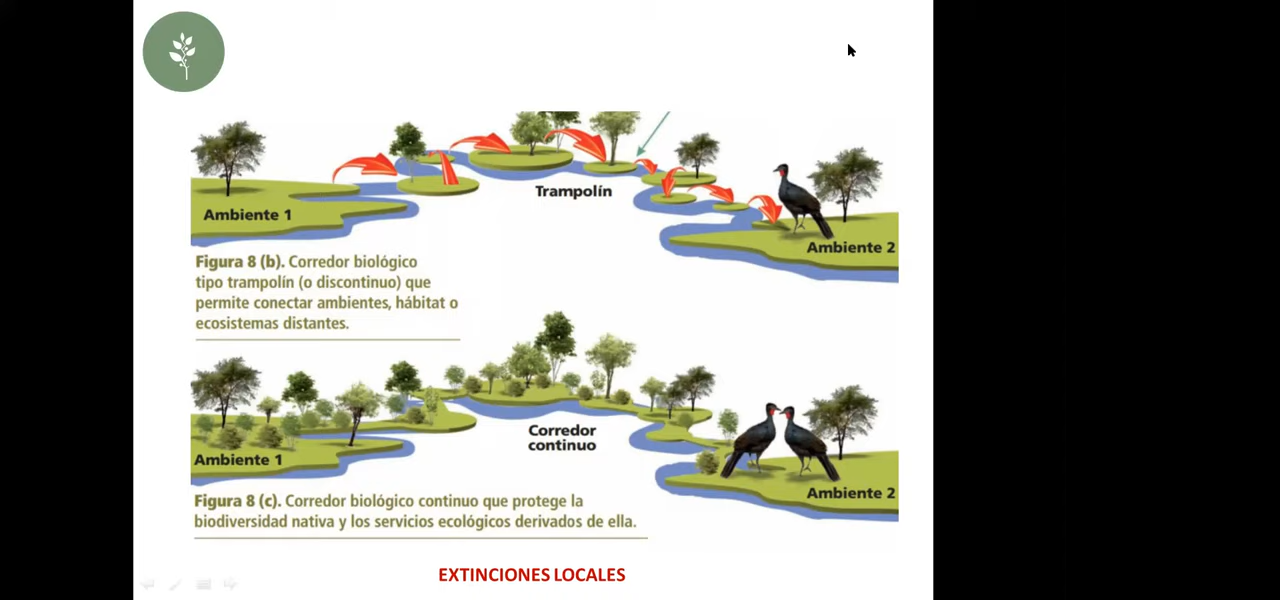 Trampolín
Ambiente 1
Ambiente 2
Figura 8 (b). Corredor biológico
tipo trampolín (o discontinuo) que
permite conectar ambientes, hábitat o
ecosistemas distantes.
Corredor
continuo
Ambiente 1
Ambiente 2
Figura 8 (c). Corredor biológico continuo que protege la
biodiversidad nativa y los servicios ecológicos derivados de ella.
EXTINCIONES LOCALES